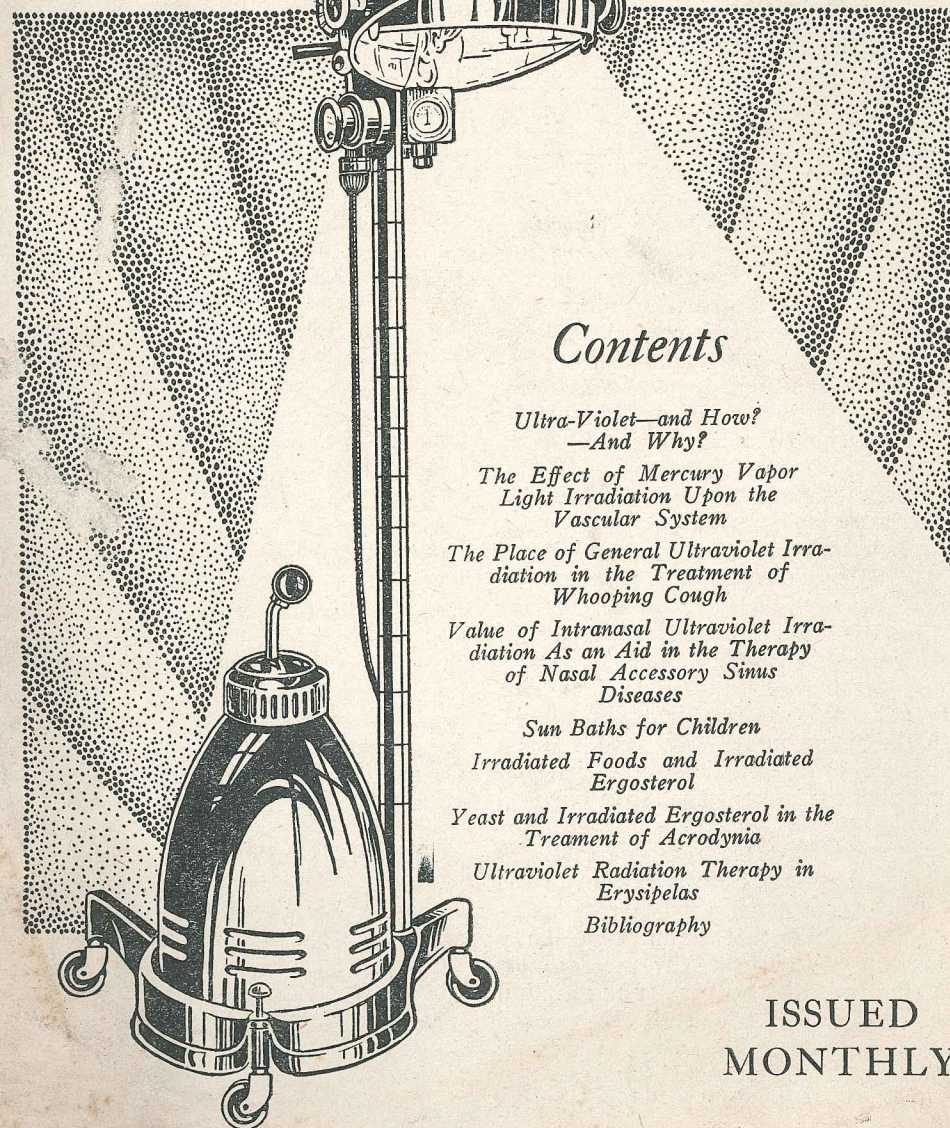 1
Contents
Ultra-Violet—and How?
—And Why?
The Effect of Mercury Vapor
Light Irradiation Upon the
Vascular System
The Place of General Ultraviolet Irra-
diation in the Treatment of
Whooping Cough
Value of Intranasal Ultraviolet Irra-
diation As an Aid in the Therapy
of Nasal Accessory Sinus
Diseases
Sun Baths for Children
Irradiated Foods and Irradiated
Ergosterol
Yeast and Irradiated Ergosterol in the
Treament of Acrodynia
Ultraviolet Radiation Therapy in
Erysipelas
Bibliography
ISSUED
MONTHLY